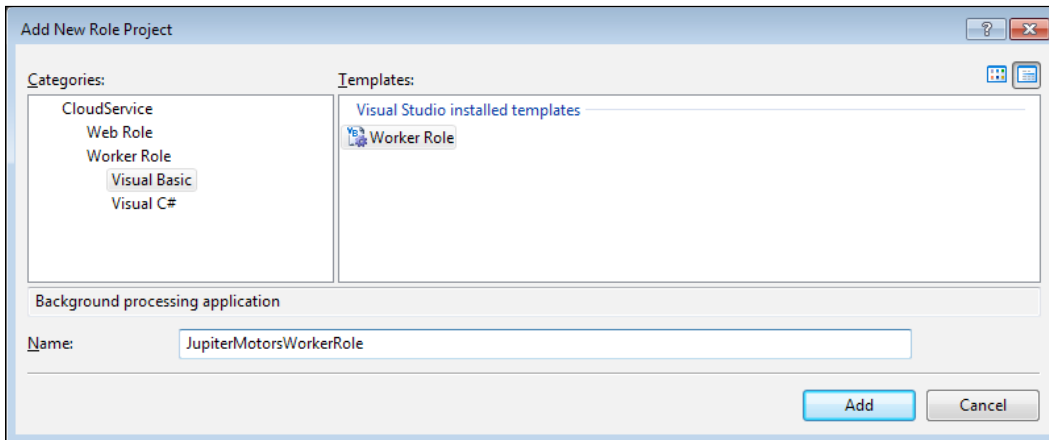 Add New Role Project
Categories:
Templates:
CloudService
Web Role
Worker Role
Visual Basic
Visual C#
Visual Studio installed templates
Worker Role
Background processing application
Name:
JupiterMotorsWorkerRole
Add
Cancel